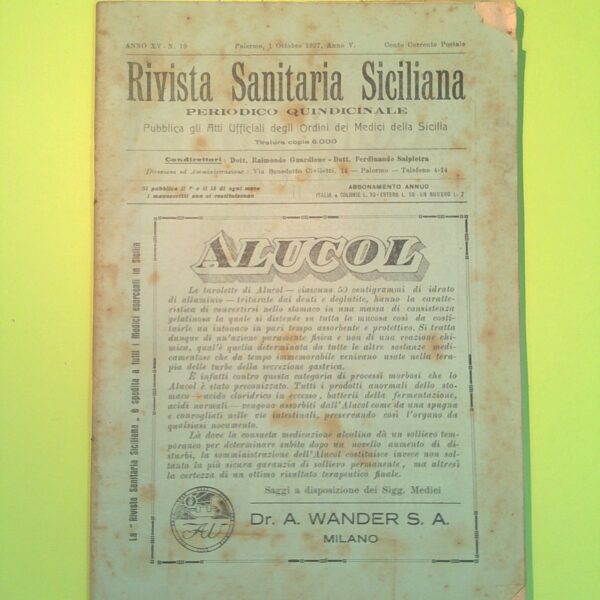 ANNO XV - N. 19 Palermo, 1 Ottobre 1927, Anno V. Conto Corrente Postale
Rivista Sanitaria Siciliana
PERIODICO QUINDICINALE
Pubblica gli Atti Ufficiali degli Ordini dei Medici della Sicilia
Tiratura copie 6.000
Condirettori: Dott. Raimondo Guardione - Dott. Ferdinando Salpietra
Direzione ed Amministrazione: Via Benedetto Civiletti, 14 — Palermo — Telefono 4-14
Si pubblica il 1º e il 15 di ogni mese
I manoscritti non si restituiscono
ABBONAMENTO ANNUO
ITALIA e COLONIE L. 30 - ESTERO L. 50 - UN NUMERO L. 2
La " Rivista Sanitaria Siciliana „ è spedita a tutti i Medici esercenti in Sicilia
ALUCOL
Le tavolette di Alucol — ciascuna 50 centigrammi di idrato
di alluminio — triturate dai denti e deglutite, hanno la caratte-
ristica di convertirsi nello stomaco in una massa di consistenza
gelatinosa la quale si distende su tutta la mucosa così da costi-
tuirle un intonaco in pari tempo assorbente e protettivo. Si tratta
dunque di un'azione puramente fisica e non di una reazione chi-
mica, qual'è quella determinata da tutte le altre sostanze medi-
camentose che da tempo immemorabile venivano usate nella tera-
pia delle turbe della secrezione gastrica.
È infatti contro questa categoria di processi morbosi che lo
Alucol è stato preconizzato. Tutti i prodotti anormali dello sto-
maco — acido cloridrico in eccesso, batterii della fermentazione,
acidi normali — vengono assorbiti dall'Alucol come da una spugna
e convogliati nelle vie intestinali, preservando così l'organo da
qualsiasi nocumento.
Là dove la consueta medicazione alcalina dà un sollievo tem-
poraneo per determinare subito dopo un novello aumento di di-
sturbi, la somministrazione dell'Alucol costituisce invece non sol-
tanto la più sicura garanzia di sollievo permanente, ma altresì
la certezza di un ottimo risultato terapeutico finale.
Saggi a disposizione dei Sigg. Medici
Dr. A. WANDER S. A.
MILANO